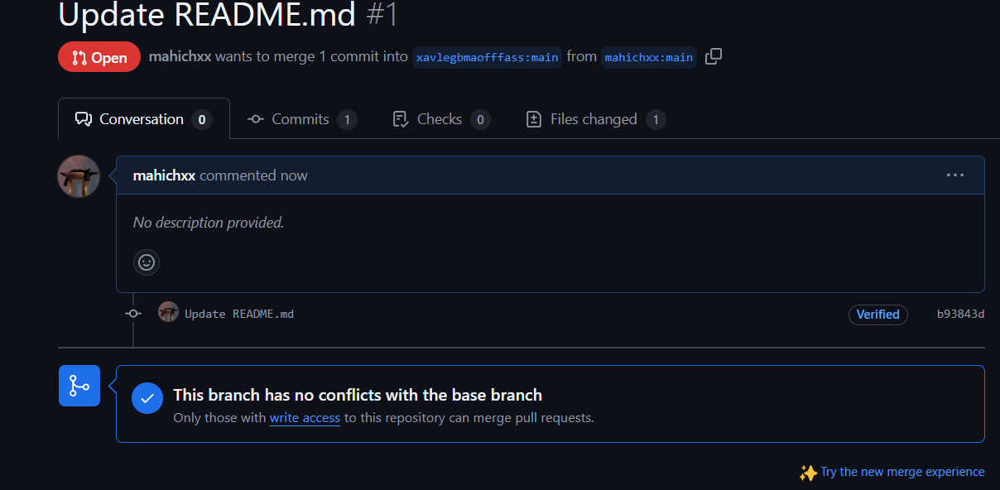 Update README.md #1
Open mahichxx wants to merge 1 commit into xavlegbmaofffass:main from mahichxx:main
Conversation 0 Commits 1 Checks 0 Files changed 1
mahichxx commented now
No description provided.
Update README.md Verified b93843d
This branch has no conflicts with the base branch
Only those with write access to this repository can merge pull requests.
Try the new merge experience